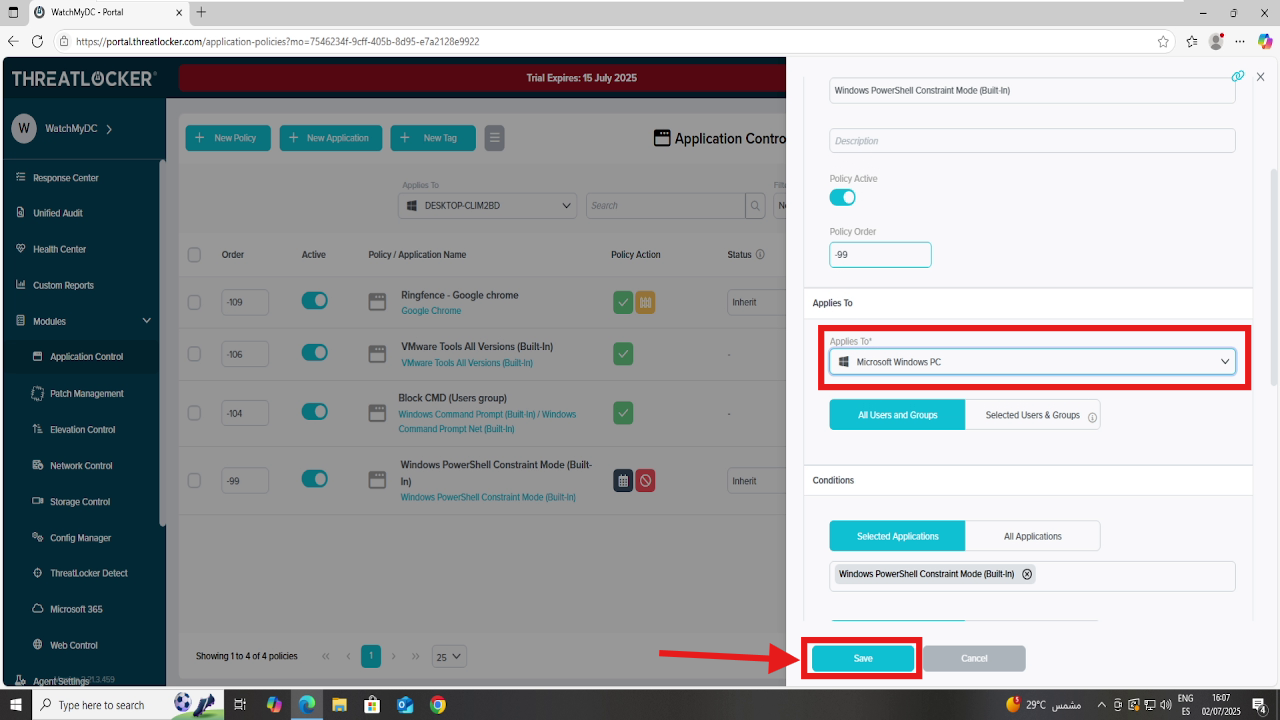 WatchMyDC - Portal
https://portal.threatlocker.com/application-policies?mo=7546234f-9cff-405b-8d95-e7a2128e9922
THREATLOCKER
Trial Expires: 15 July 2025
W WatchMyDC
Response Center
Unified Audit
Health Center
Custom Reports
Modules
Application Control
Patch Management
Elevation Control
Network Control
Storage Control
Config Manager
ThreatLocker Detect
Microsoft 365
Web Control
Agent Settings
New Policy
New Application
New Tag
Application Contro
Applies To
DESKTOP-CLIM2BD
Search
Order Active Policy / Application Name Policy Action Status
-109 Ringfence - Google chrome Inherit
Google Chrome
-106 VMware Tools All Versions (Built-In) -
VMware Tools All Versions (Built-In)
-104 Block CMD (Users group) -
Windows Command Prompt (Built-In) / Windows
Command Prompt Net (Built-In)
-99 Windows PowerShell Constraint Mode (Built-
In) Inherit
Windows PowerShell Constraint Mode (Built-In)
Showing 1 to 4 of 4 policies
1
25
Windows PowerShell Constraint Mode (Built-In)
Description
Policy Active
Policy Order
-99
Applies To
Applies To*
Microsoft Windows PC
All Users and Groups
Selected Users & Groups
Conditions
Selected Applications
All Applications
Windows PowerShell Constraint Mode (Built-In)
Save
Cancel
Type here to search
29°C
ENG
ES
16:07
02/07/2025